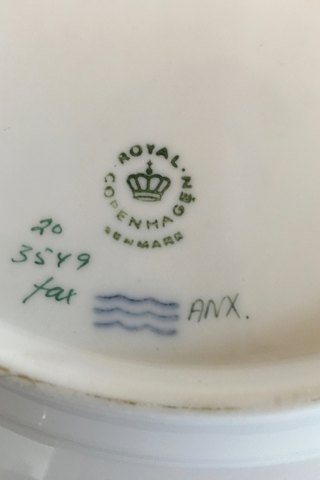 ROYAL
COPENHAGEN
DENMARK
20
3549
fax
ANX.